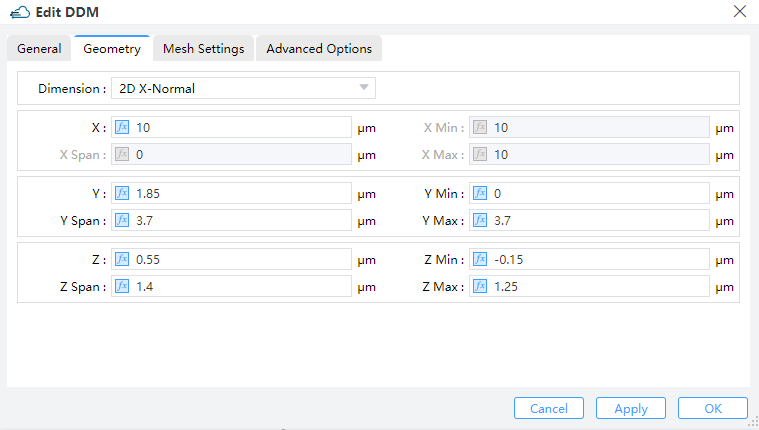 Edit DDM
General Geometry Mesh Settings Advanced Options
Dimension : 2D X-Normal
X : fx 10 μm X Min : fx 10 μm
X Span : fx 0 μm X Max : fx 10 μm
Y : fx 1.85 μm Y Min : fx 0 μm
Y Span : fx 3.7 μm Y Max : fx 3.7 μm
Z : fx 0.55 μm Z Min : fx -0.15 μm
Z Span : fx 1.4 μm Z Max : fx 1.25 μm
Cancel Apply OK